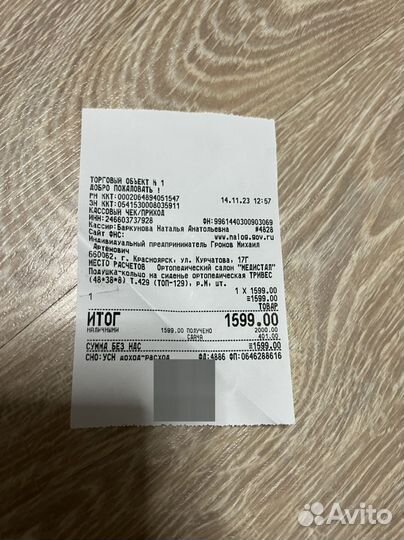 ТОРГОВЫЙ ОБЪЕКТ N 1
ДОБРО ПОЖАЛОВАТЬ !
РН ККТ:0002064894051547 14.11.23 12:57
ЗН ККТ:0541530008035911
КАССОВЫЙ ЧЕК/ПРИХОД
ИНН:246603737928 ФН:9961440300903069
Кассир:Баркунова Наталья Анатольевна #4828
Сайт ФНС: www.nalog.gov.ru
Индивидуальный предприниматель Громов Михаил
Артемович
660062, г. Красноярск, ул. Курчатова, 17Г
МЕСТО РАСЧЕТОВ Ортопедический салон "МЕДИСТАЛ"
Подушка-кольцо на сиденье ортопедическая ТРИВЕС
(48*38*8) Т.429 (ТОП-129), р.М, шт.
1 X 1599.00
1 ≡1599.00
ТОВАР
ИТОГ 1599.00
НАЛИЧНЫМИ 1599.00 ПОЛУЧЕНО 2000.00
СДАЧА 401.00
СУММА БЕЗ НДС ≡1599.00
СНО:УСН доход-расход ФД:4886 ФП:0646288616
Avito